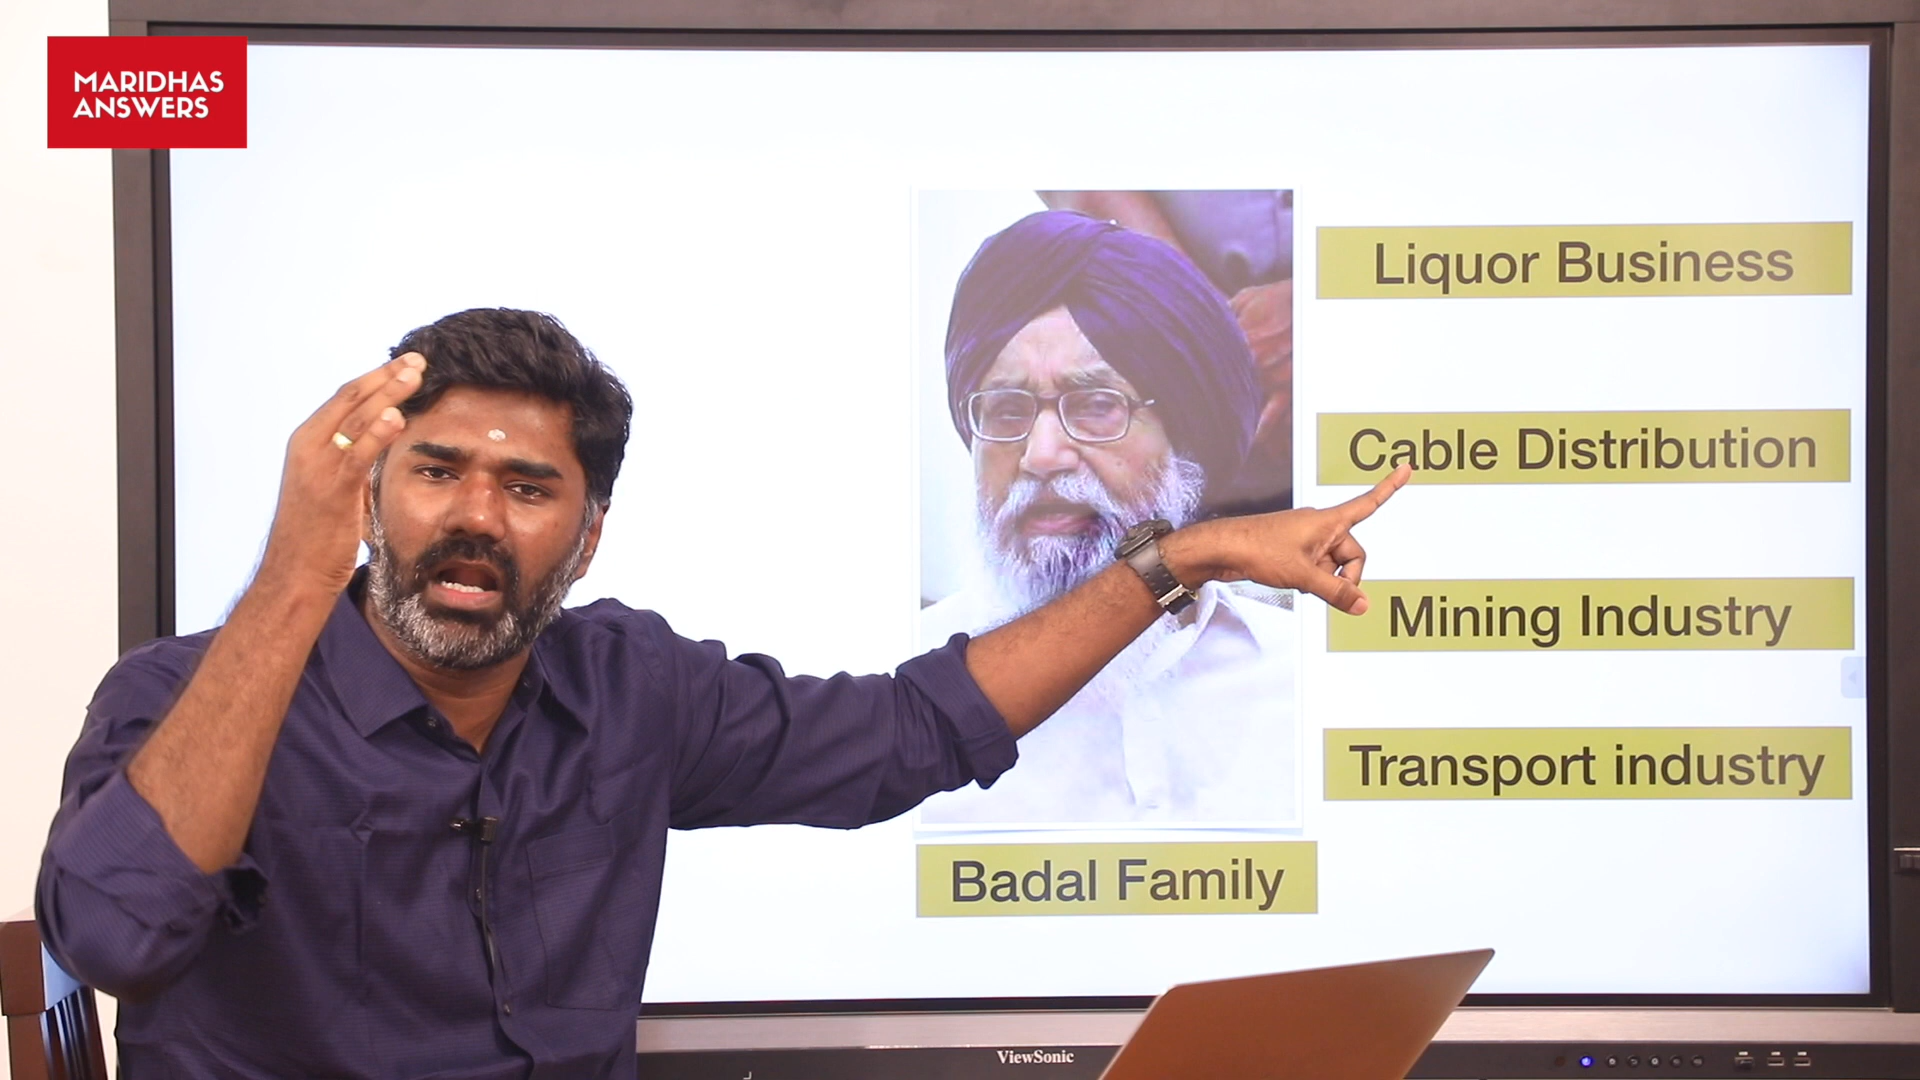 MARIDHAS
ANSWERS
Liquor Business
Cable Distribution
Mining Industry
Transport industry
Badal Family
ViewSonic